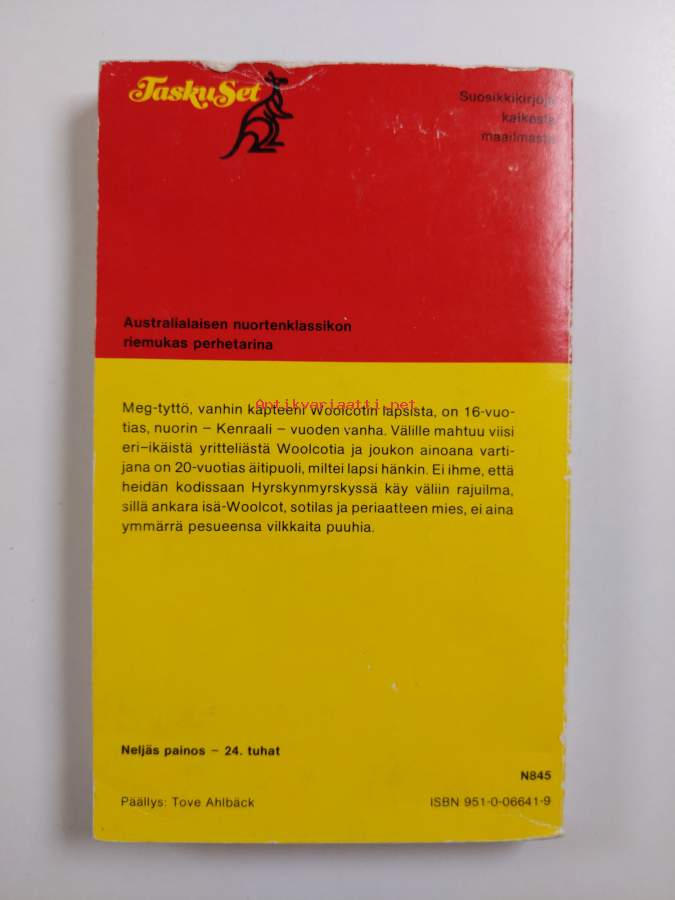 TaskuSet
Suosikkikirjoja
kaikesta
maailmasta
Australialaisen nuortenklassikon
riemukas perhetarina
Antikvariaatti.net
Meg-tyttö, vanhin kapteeni Woolcotin lapsista, on 16-vuo-
tias, nuorin – Kenraali – vuoden vanha. Välille mahtuu viisi
eri-ikäistä yritteliästä Woolcotia ja joukon ainoana varti-
jana on 20-vuotias äitipuoli, miltei lapsi hänkin. Ei ihme, että
heidän kodissaan Hyrskynmyrskyssä käy väliin rajuilma,
sillä ankara isä-Woolcot, sotilas ja periaatteen mies, ei aina
ymmärrä pesueensa vilkkaita puuhia.
Neljäs painos – 24. tuhat
N845
Päällys: Tove Ahlbäck
ISBN 951-0-06641-9